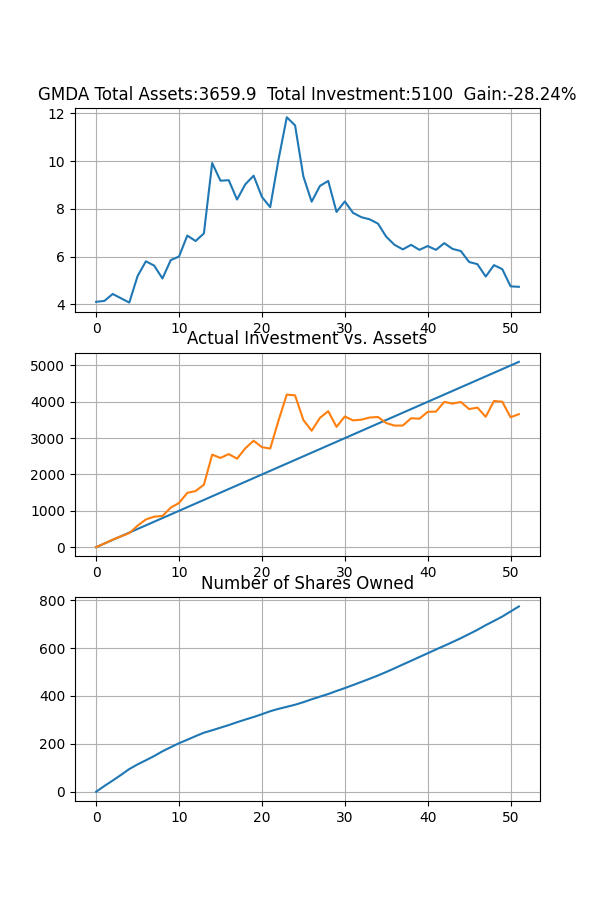 GMDA Total Assets:3659.9  Total Investment:5100  Gain:-28.24%
12
10
8
6
4
0 10 20 30 40 50
Actual Investment vs. Assets
5000
4000
3000
2000
1000
0
0 10 20 30 40 50
Number of Shares Owned
800
600
400
200
0
0 10 20 30 40 50